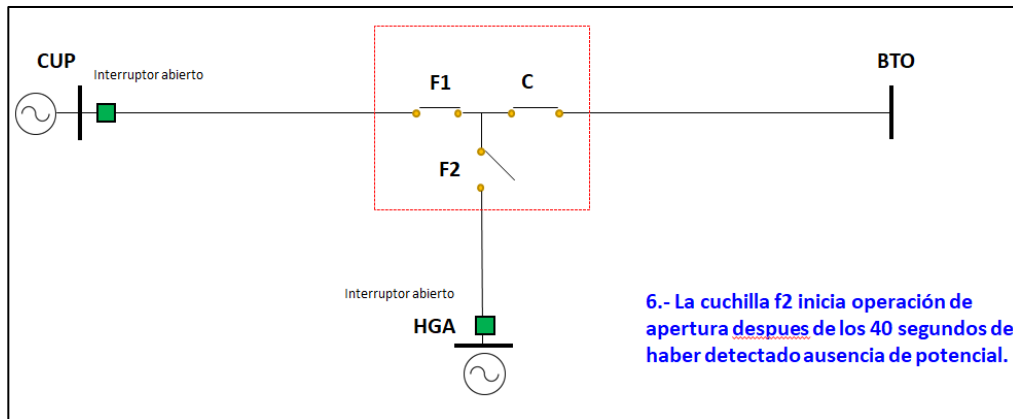 CUP
Interruptor abierto
F1
C
BTO
F2
Interruptor abierto
HGA
6.- La cuchilla f2 inicia operación de
apertura despues de los 40 segundos de
haber detectado ausencia de potencial.